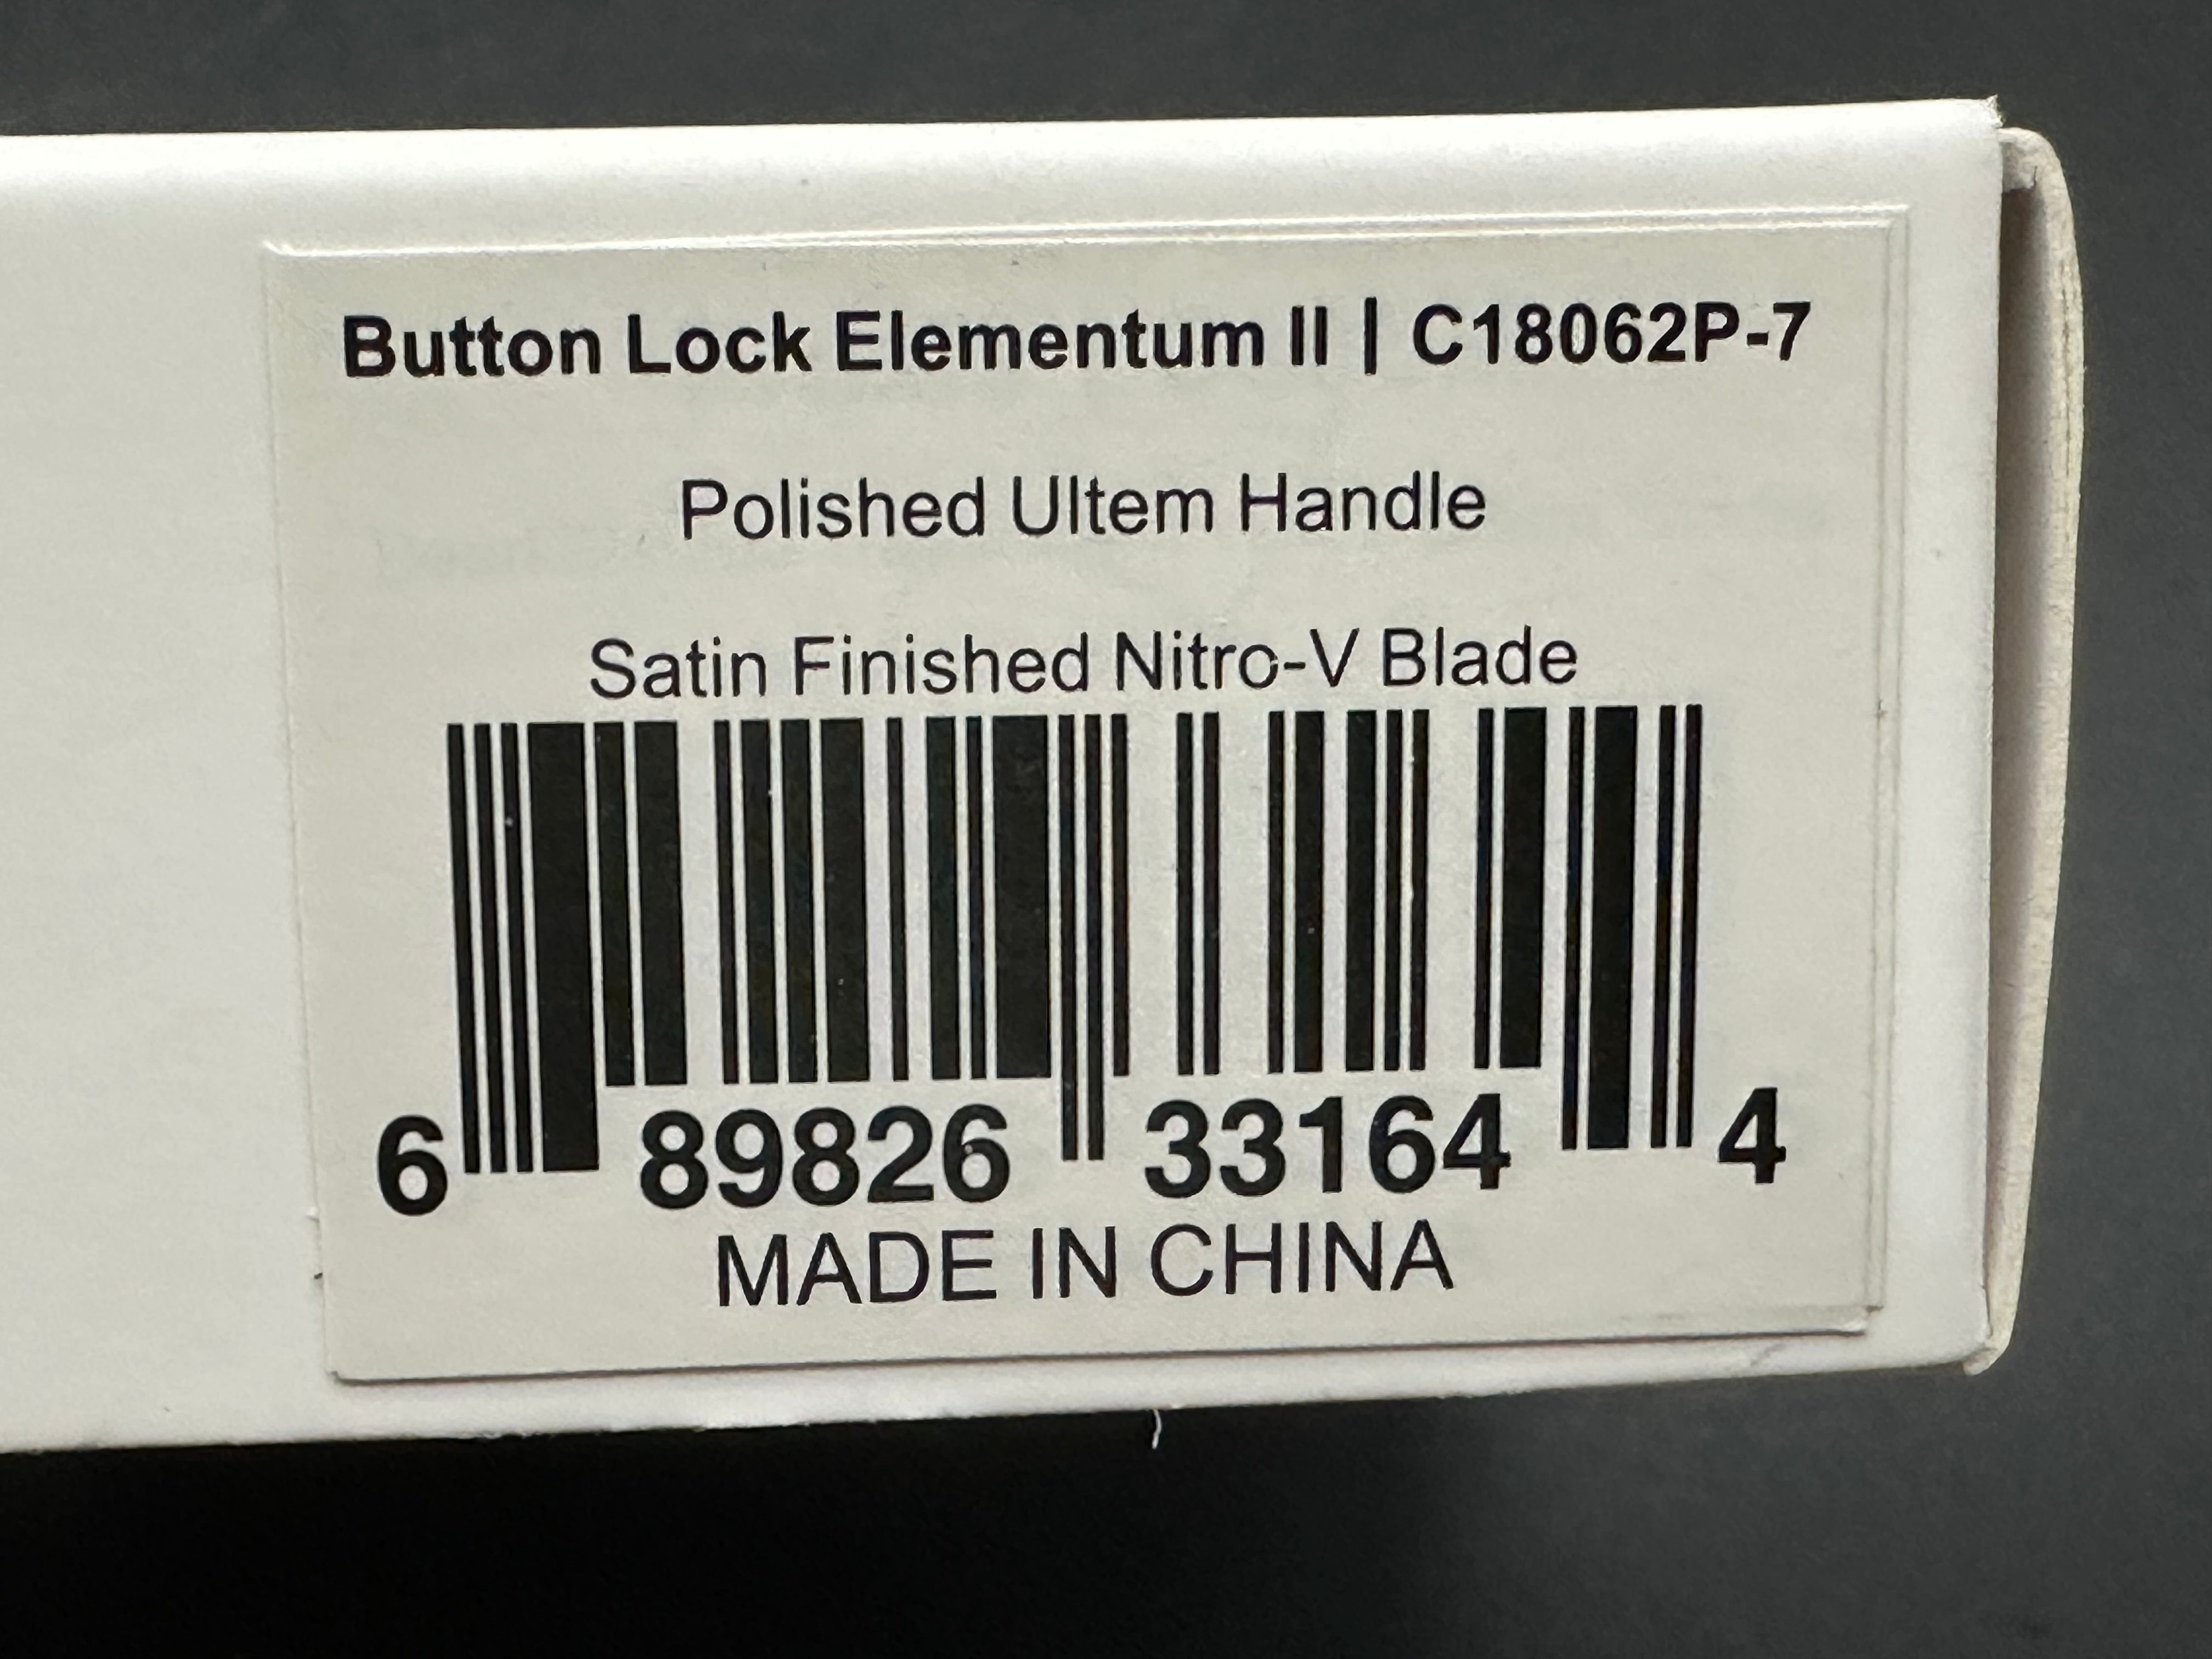 Button Lock Elementum II | C18062P-7
Polished Ultem Handle
Satin Finished Nitro-V Blade
6 89826 33164 4
MADE IN CHINA